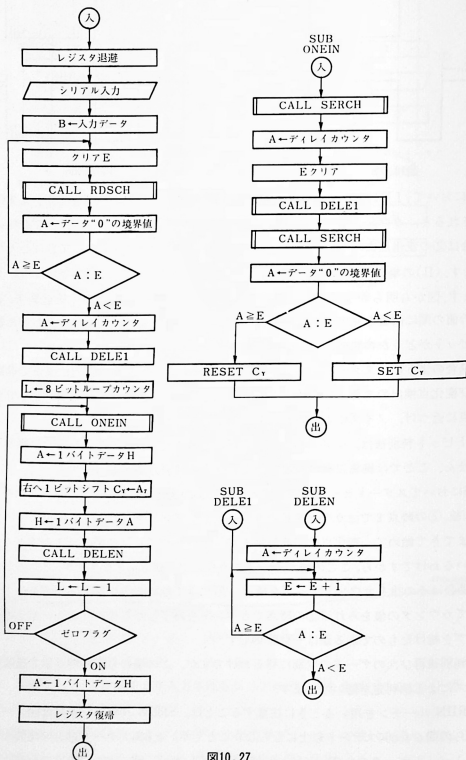 入
レジスタ退避
シリアル入力
B←入力データ
クリアE
CALL RDSCH
A←データ"0"の境界値
A≧E
A：E
A<E
A←ディレイカウンタ
CALL DELE1
L←8ビットループカウンタ
CALL ONEIN
A←1バイトデータH
右へ1ビットシフトCY←AY
H←1バイトデータA
CALL DELEN
L←L−1
OFF
ゼロフラグ
ON
A←1バイトデータH
レジスタ復帰
出
SUB
ONEIN
入
CALL SERCH
A←ディレイカウンタ
Eクリア
CALL DELE1
CALL SERCH
A←データ"0"の境界値
A≧E
A：E
A<E
RESET CY
SET CY
出
SUB
DELE1
SUB
DELEN
入
入
A←ディレイカウンタ
E←E＋1
A≧E
A：E
A<E
出
図10.27